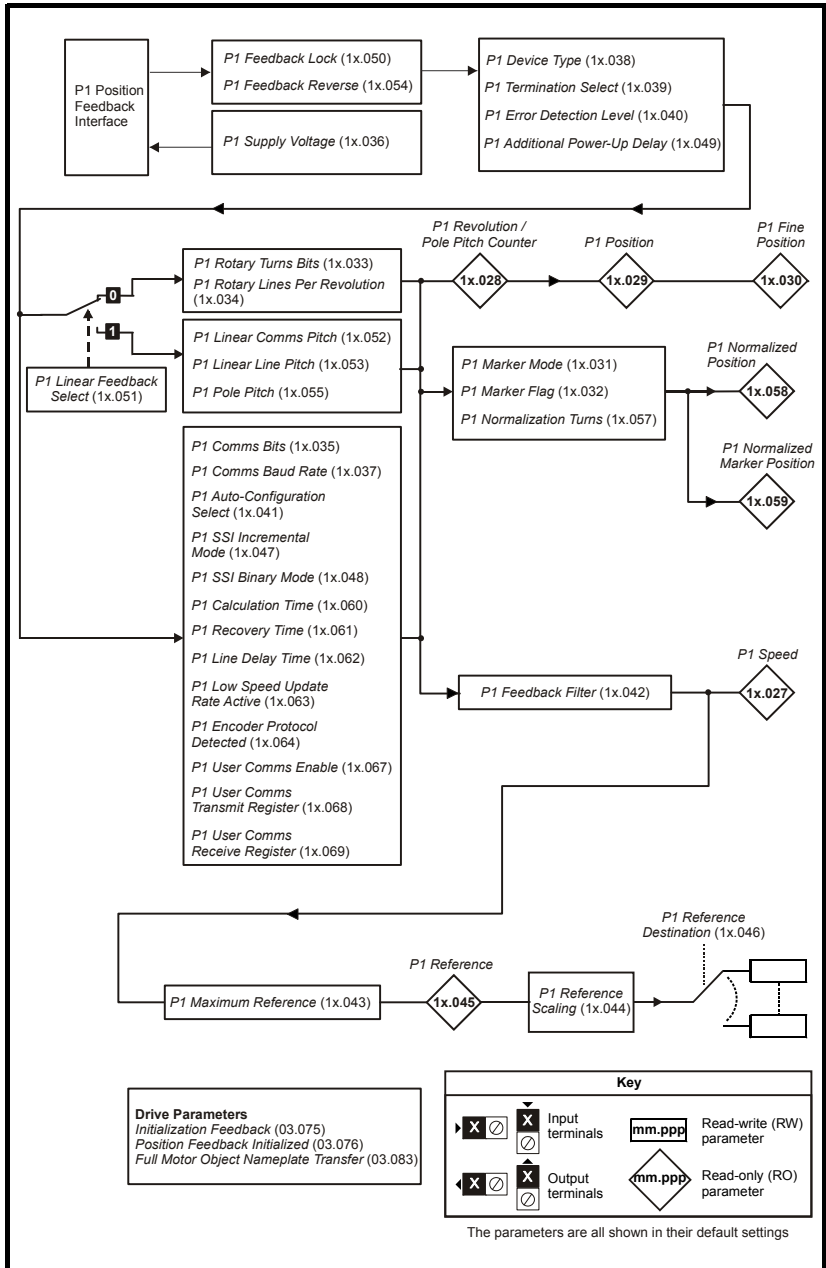 P1 Position
Feedback
Interface
P1 Feedback Lock (1x.050)
P1 Feedback Reverse (1x.054)
P1 Supply Voltage (1x.036)
P1 Device Type (1x.038)
P1 Termination Select (1x.039)
P1 Error Detection Level (1x.040)
P1 Additional Power-Up Delay (1x.049)
P1 Revolution /
Pole Pitch Counter
1x.028
P1 Position
1x.029
P1 Fine
Position
1x.030
0
1
P1 Linear Feedback
Select (1x.051)
P1 Rotary Turns Bits (1x.033)
P1 Rotary Lines Per Revolution
(1x.034)
P1 Linear Comms Pitch (1x.052)
P1 Linear Line Pitch (1x.053)
P1 Pole Pitch (1x.055)
P1 Marker Mode (1x.031)
P1 Marker Flag (1x.032)
P1 Normalization Turns (1x.057)
P1 Normalized
Position
1x.058
P1 Normalized
Marker Position
1x.059
P1 Comms Bits (1x.035)
P1 Comms Baud Rate (1x.037)
P1 Auto-Configuration
Select (1x.041)
P1 SSI Incremental
Mode (1x.047)
P1 SSI Binary Mode (1x.048)
P1 Calculation Time (1x.060)
P1 Recovery Time (1x.061)
P1 Line Delay Time (1x.062)
P1 Low Speed Update
Rate Active (1x.063)
P1 Encoder Protocol
Detected (1x.064)
P1 User Comms Enable (1x.067)
P1 User Comms
Transmit Register (1x.068)
P1 User Comms
Receive Register (1x.069)
P1 Feedback Filter (1x.042)
P1 Speed
1x.027
P1 Maximum Reference (1x.043)
P1 Reference
1x.045
P1 Reference
Scaling (1x.044)
P1 Reference
Destination (1x.046)
Drive Parameters
Initialization Feedback (03.075)
Position Feedback Initialized (03.076)
Full Motor Object Nameplate Transfer (03.083)
Key
X
X
Input
terminals
mm.ppp
Read-write (RW)
parameter
X
X
Output
terminals
mm.ppp
Read-only (RO)
parameter
The parameters are all shown in their default settings